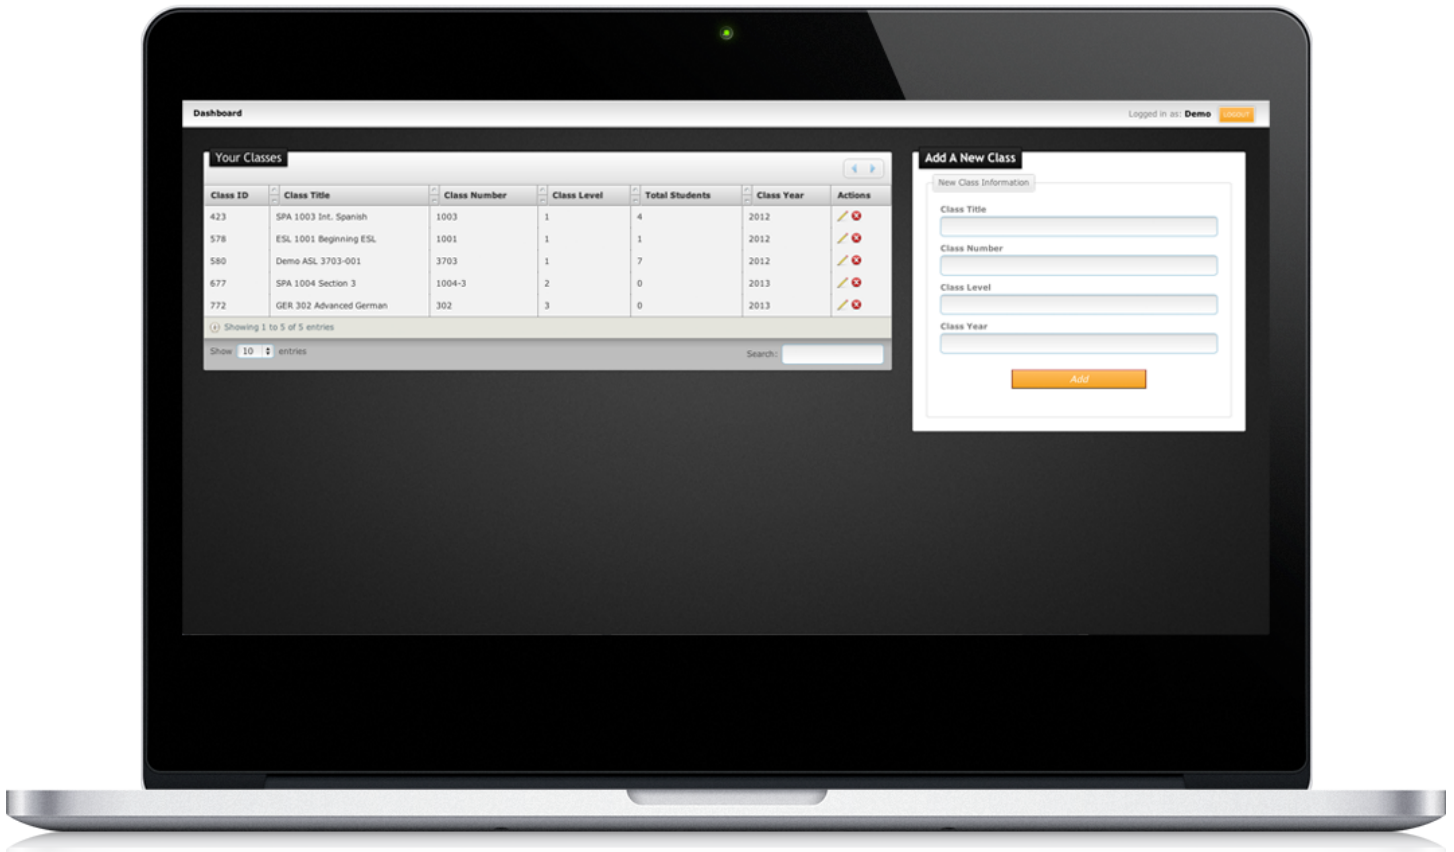 Dashboard
Logged in as: Demo LOGOUT
Your Classes
Class ID Class Title Class Number Class Level Total Students Class Year Actions
423 SPA 1003 Int. Spanish 1003 1 4 2012
578 ESL 1001 Beginning ESL 1001 1 1 2012
580 Demo ASL 3703-001 3703 1 7 2012
677 SPA 1004 Section 3 1004-3 2 0 2013
772 GER 302 Advanced German 302 3 0 2013
Showing 1 to 5 of 5 entries
Show 10 entries Search:
Add A New Class
New Class Information
Class Title
Class Number
Class Level
Class Year
Add